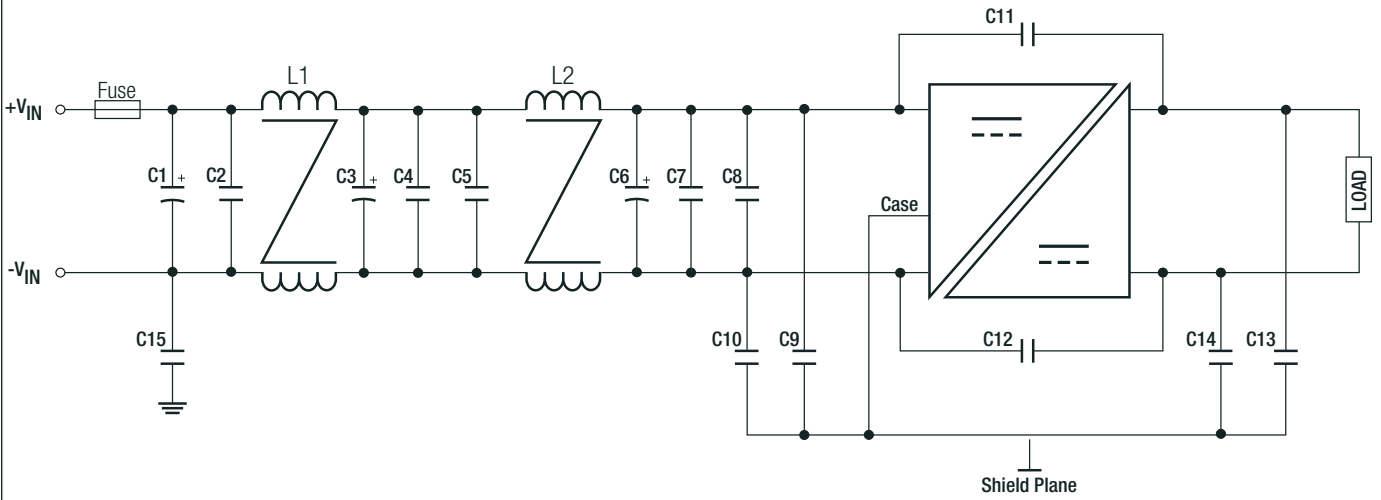 C11
Fuse
L1
L2
+VIN
C1 +
C2
C3 +
C4
C5
C6 +
C7
C8
Case
LOAD
-VIN
C15
C10
C9
C12
C14
C13
Shield Plane